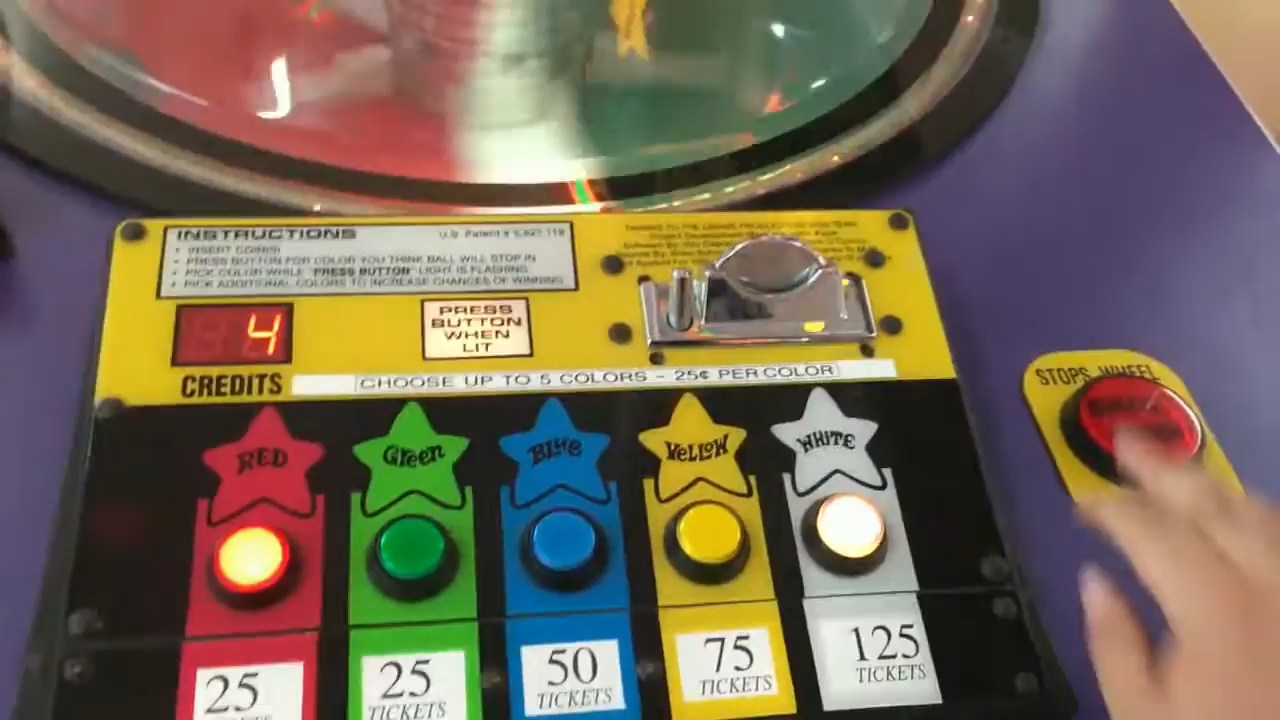 INSTRUCTIONS
U.S. Patent #
• INSERT COIN(S)
• PRESS BUTTON FOR COLOR YOU THINK BALL WILL STOP IN
• PICK COLOR WHILE "PRESS BUTTON" LIGHT IS FLASHING
• PICK ADDITIONAL COLORS TO INCREASE CHANCES OF WINNING
4
CREDITS
PRESS
BUTTON
WHEN
LIT
CHOOSE UP TO 5 COLORS - 25¢ PER COLOR
STOPS WHEEL
RED
Green
BLUe
YeLLOW
WHITE
25
TICKETS
25
TICKETS
50
TICKETS
75
TICKETS
125
TICKETS